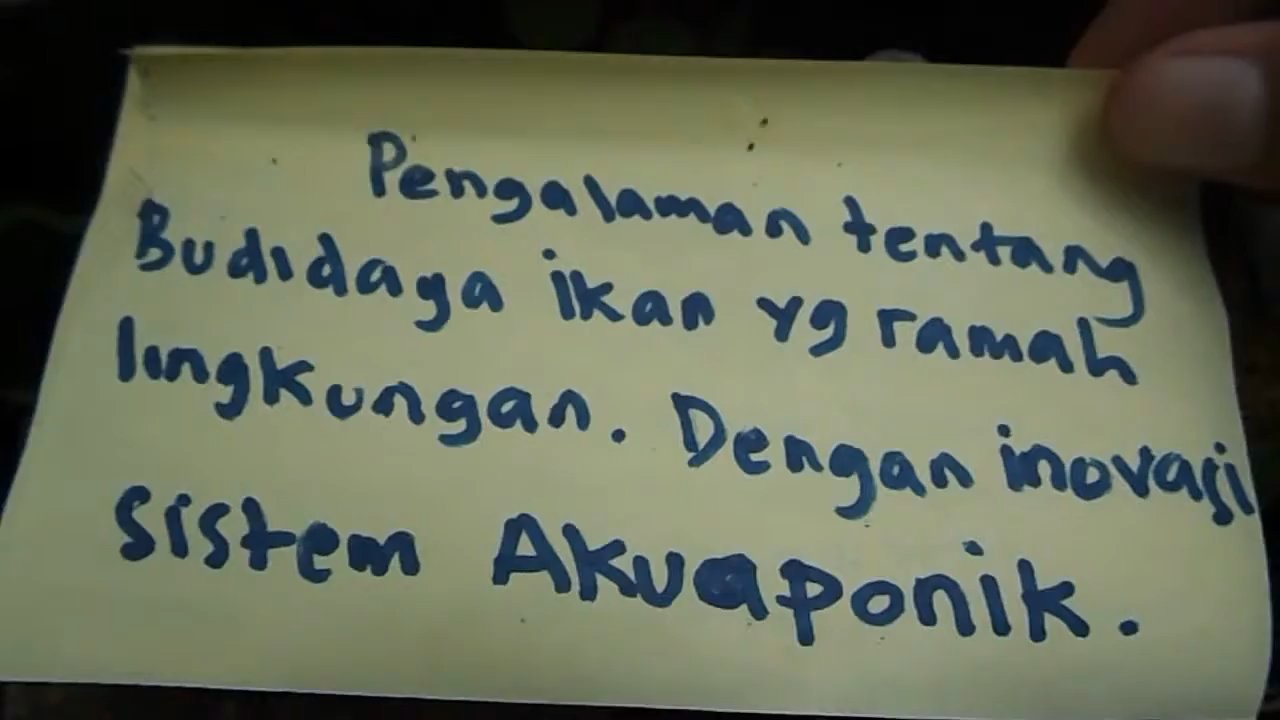 Pengalaman tentang
Budidaya ikan yg ramah
lingkungan. Dengan inovasi
sistem Akuaponik.